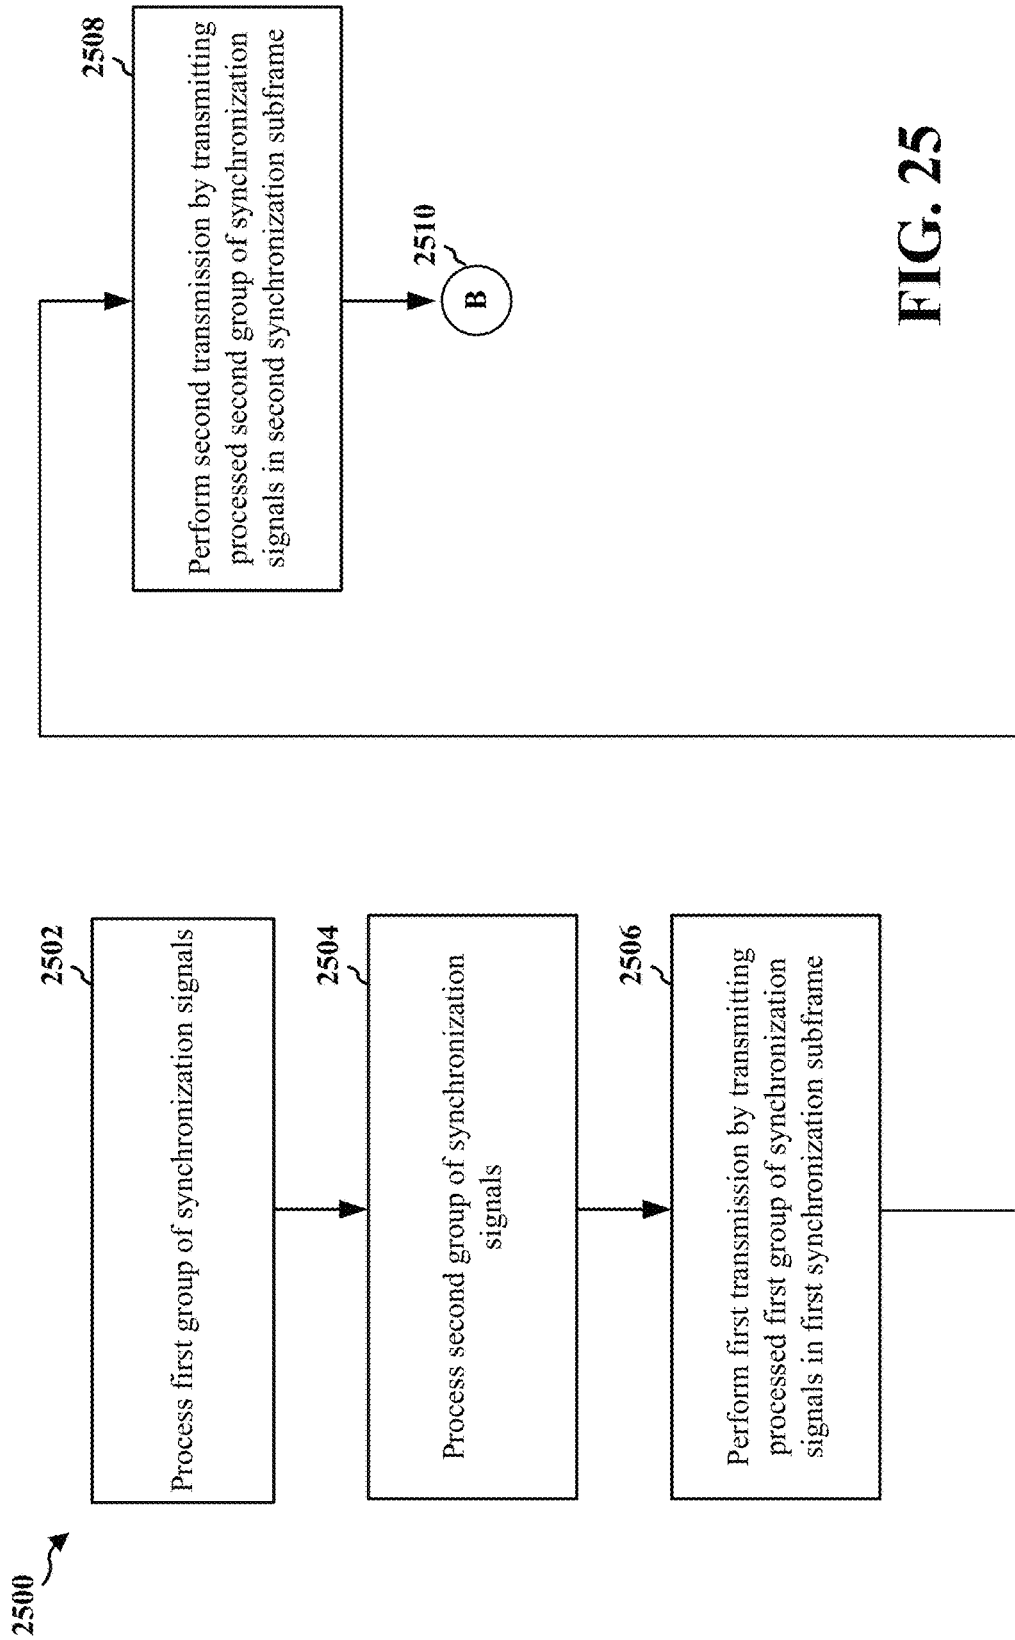 2500
2502
Process first group of synchronization signals
2504
Process second group of synchronization
signals
2506
Perform first transmission by transmitting
processed first group of synchronization
signals in first synchronization subframe
2508
Perform second transmission by transmitting
processed second group of synchronization
signals in second synchronization subframe
2510
B
FIG. 25